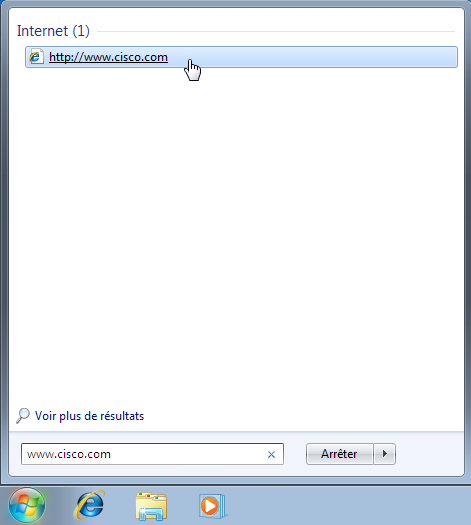 Internet (1)
http://www.cisco.com
Voir plus de résultats
www.cisco.com
Arrêter